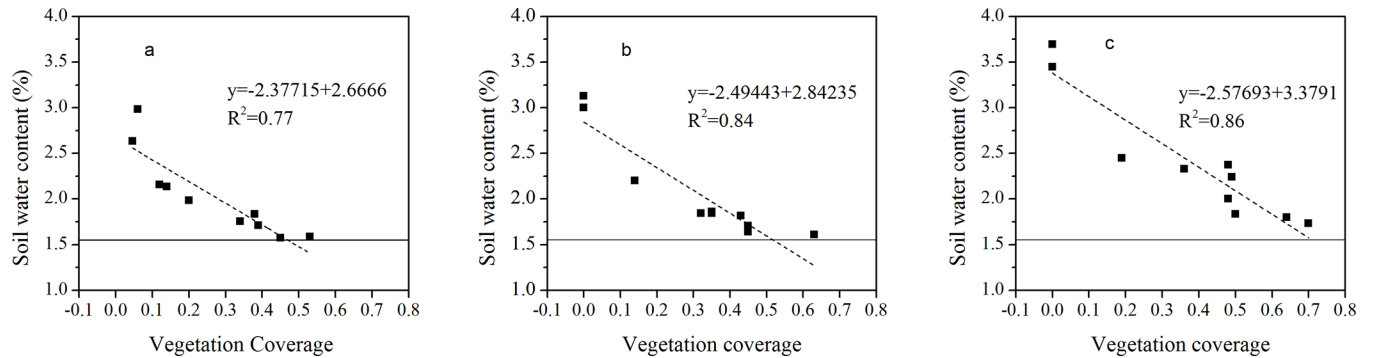 a
y=-2.37715+2.6666
R²=0.77
Soil water content (%)
4.0
3.5
3.0
2.5
2.0
1.5
1.0
-0.1 0.0 0.1 0.2 0.3 0.4 0.5 0.6 0.7 0.8
Vegetation Coverage
b
y=-2.49443+2.84235
R²=0.84
Soil water content (%)
4.0
3.5
3.0
2.5
2.0
1.5
1.0
-0.1 0.0 0.1 0.2 0.3 0.4 0.5 0.6 0.7 0.8
Vegetation coverage
c
y=-2.57693+3.3791
R²=0.86
Soil water content (%)
4.0
3.5
3.0
2.5
2.0
1.5
1.0
-0.1 0.0 0.1 0.2 0.3 0.4 0.5 0.6 0.7 0.8
Vegetation coverage